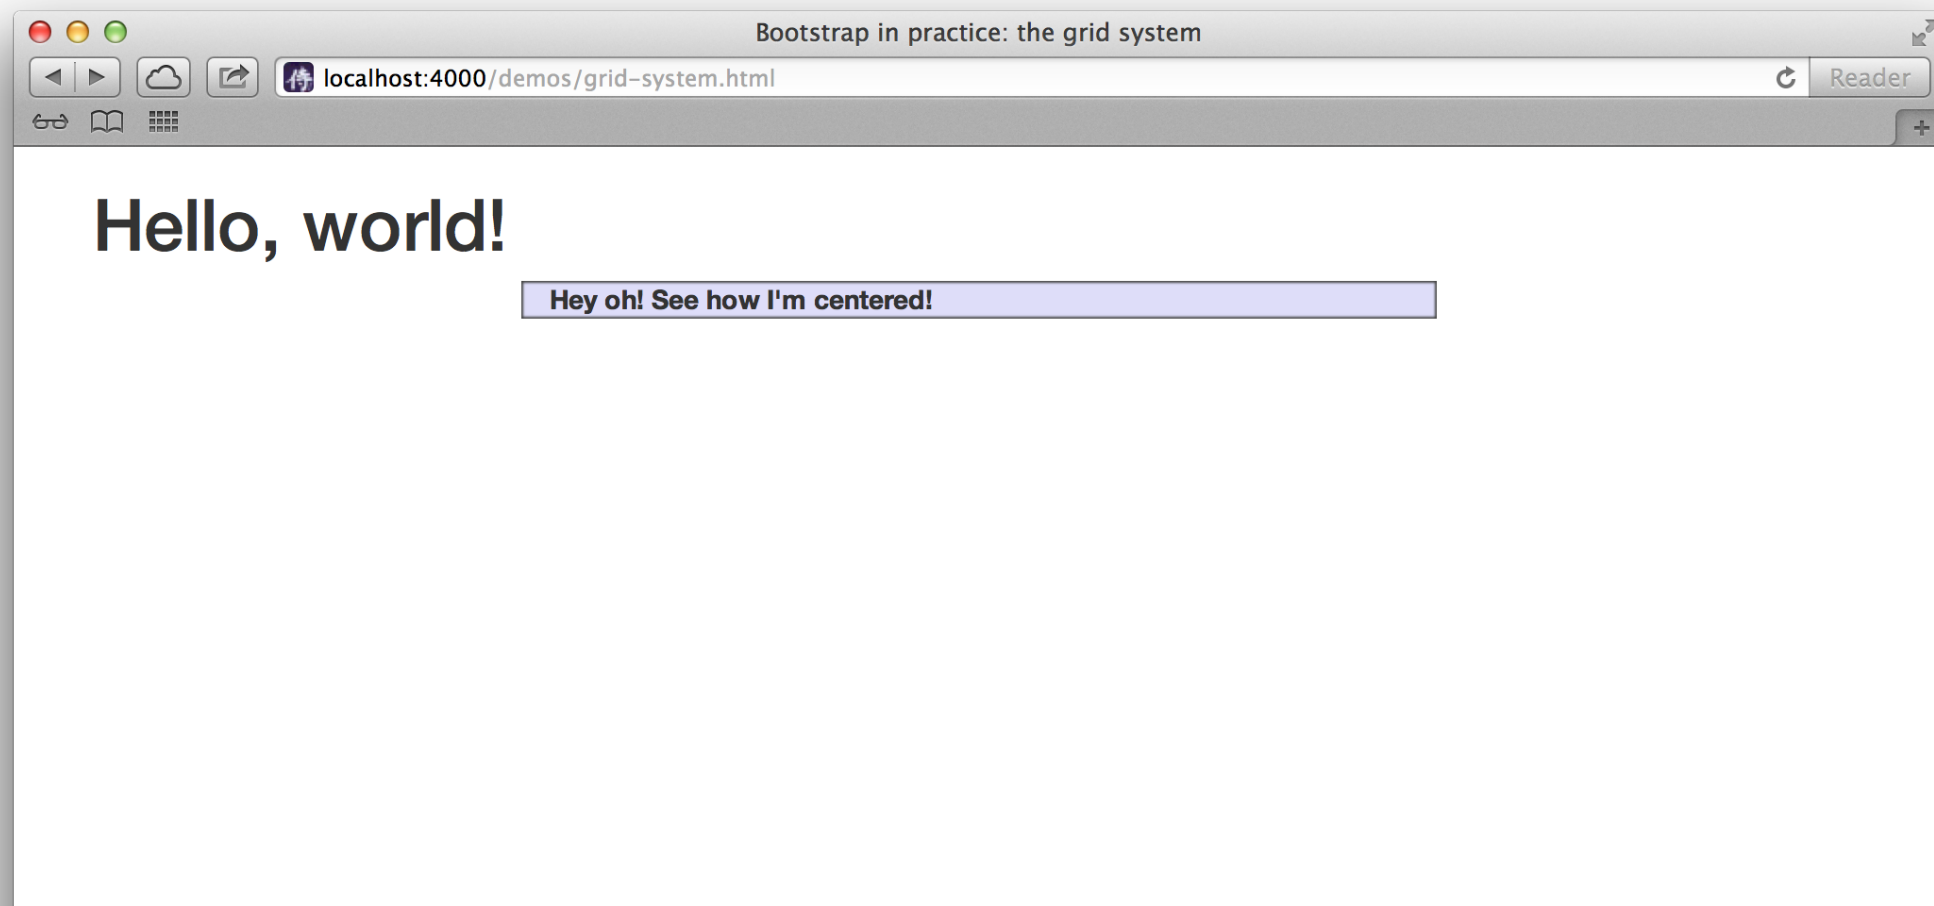 Bootstrap in practice: the grid system
侍 localhost:4000/demos/grid-system.html Reader
Hello, world!
Hey oh! See how I'm centered!